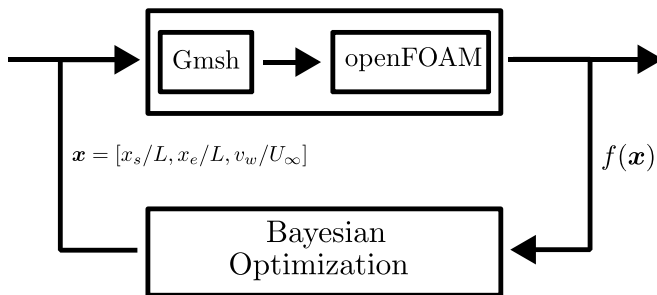 Gmsh
openFOAM
x = [x_s/L, x_e/L, v_w/U_∞]
f(x)
Bayesian
Optimization